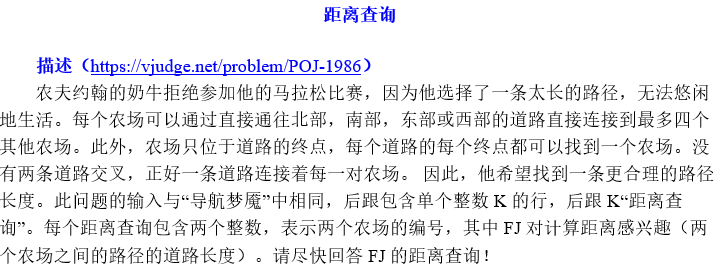 距离查询
描述（https://vjudge.net/problem/POJ-1986）
农夫约翰的奶牛拒绝参加他的马拉松比赛，因为他选择了一条太长的路径，无法悠闲
地生活。每个农场可以通过直接通往北部，南部，东部或西部的道路直接连接到最多四个
其他农场。此外，农场只位于道路的终点，每个道路的每个终点都可以找到一个农场。没
有两条道路交叉，正好一条道路连接着每一对农场。 因此，他希望找到一条更合理的路径
长度。此问题的输入与“导航梦魇”中相同，后跟包含单个整数 K 的行，后跟 K“距离查
询”。每个距离查询包含两个整数，表示两个农场的编号，其中 FJ 对计算距离感兴趣（两
个农场之间的路径的道路长度）。请尽快回答 FJ 的距离查询！